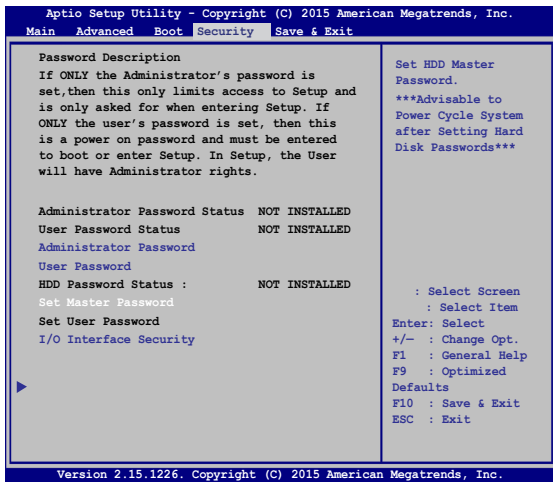 Aptio Setup Utility - Copyright (C) 2015 American Megatrends, Inc.
Main Advanced Boot Security Save & Exit
Password Description
If ONLY the Administrator's password is
set,then this only limits access to Setup and
is only asked for when entering Setup. If
ONLY the user's password is set, then this
is a power on password and must be entered
to boot or enter Setup. In Setup, the User
will have Administrator rights.
Administrator Password Status NOT INSTALLED
User Password Status NOT INSTALLED
Administrator Password
User Password
HDD Password Status : NOT INSTALLED
Set Master Password
Set User Password
I/O Interface Security
Set HDD Master
Password.
***Advisable to
Power Cycle System
after Setting Hard
Disk Passwords***
: Select Screen
: Select Item
Enter: Select
+/— : Change Opt.
F1 : General Help
F9 : Optimized
Defaults
F10 : Save & Exit
ESC : Exit
Version 2.15.1226. Copyright (C) 2015 American Megatrends, Inc.